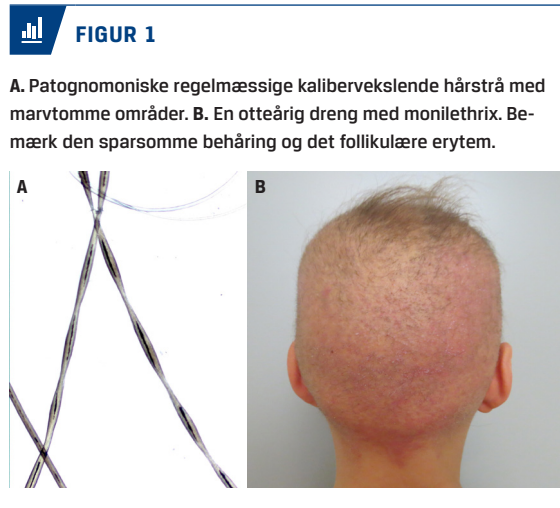 FIGUR 1
A. Patognomoniske regelmæssige kalibervekslende hårstrå med
marvtomme områder. B. En otteårig dreng med monilethrix. Be-
mærk den sparsomme behåring og det follikulære erytem.
A
B